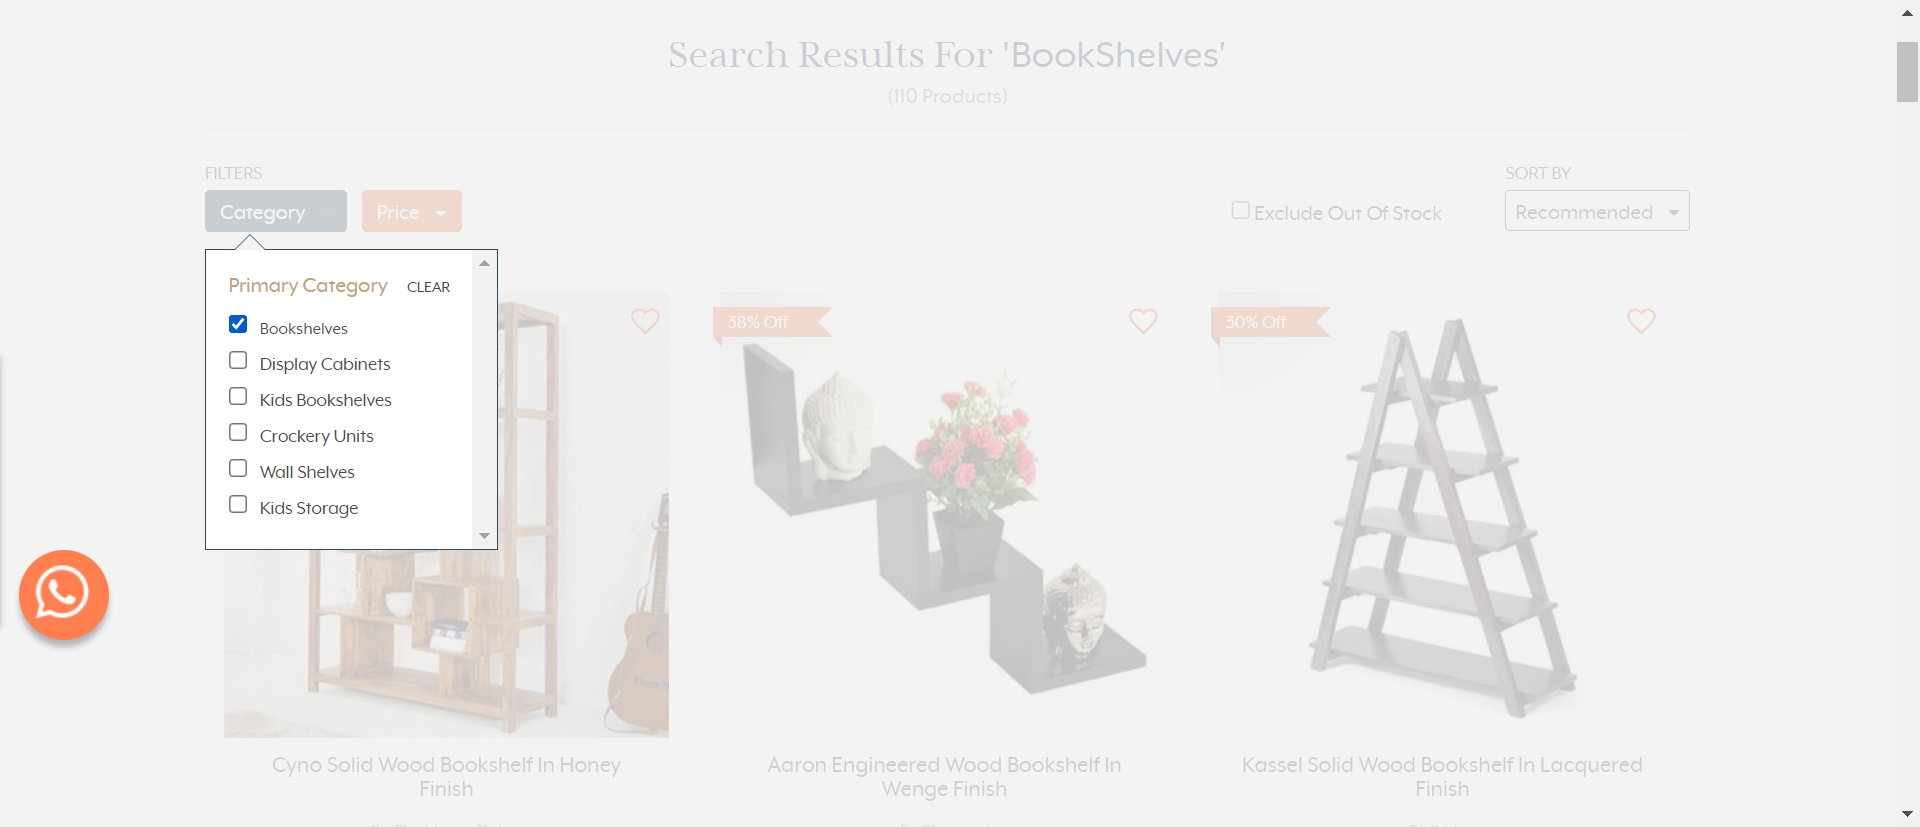 Search Results For 'BookShelves'
(110 Products)
FILTERS
SORT BY
Category
Price
Exclude Out Of Stock
Recommended
Primary Category CLEAR
Bookshelves
Display Cabinets
Kids Bookshelves
Crockery Units
Wall Shelves
Kids Storage
38% Off
30% Off
Cyno Solid Wood Bookshelf In Honey
Finish
Aaron Engineered Wood Bookshelf In
Wenge Finish
Kassel Solid Wood Bookshelf In Lacquered
Finish